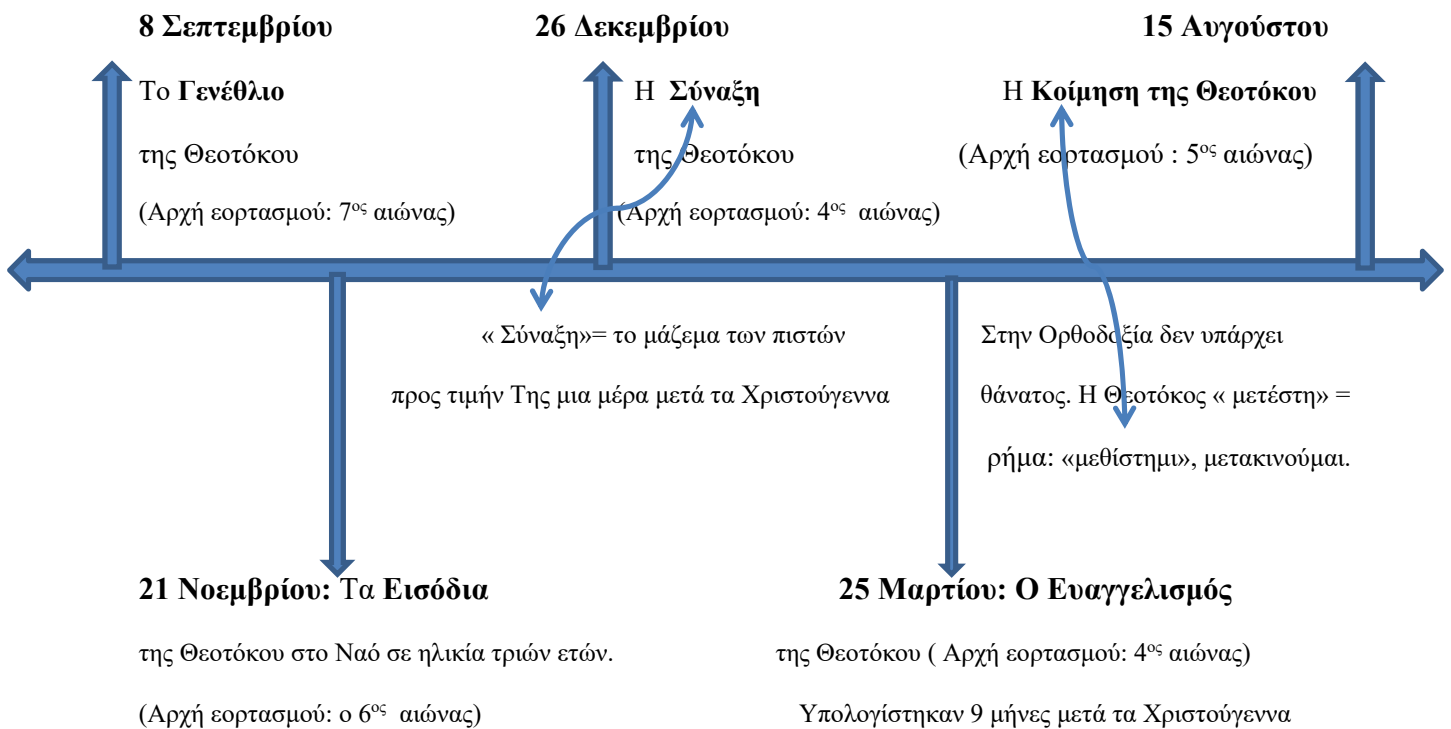 8 Σεπτεμβρίου
Το Γενέθλιο
της Θεοτόκου
(Αρχή εορτασμού: 7ος αιώνας)
26 Δεκεμβρίου
Η Σύναξη
της Θεοτόκου
(Αρχή εορτασμού: 4ος αιώνας)
15 Αυγούστου
Η Κοίμηση της Θεοτόκου
(Αρχή εορτασμού : 5ος αιώνας)
« Σύναξη»= το μάζεμα των πιστών
προς τιμήν Της μια μέρα μετά τα Χριστούγεννα
Στην Ορθοδοξία δεν υπάρχει
θάνατος. Η Θεοτόκος « μετέστη» =
ρήμα: «μεθίστημι», μετακινούμαι.
21 Νοεμβρίου: Τα Εισόδια
της Θεοτόκου στο Ναό σε ηλικία τριών ετών.
(Αρχή εορτασμού: ο 6ος αιώνας)
25 Μαρτίου: Ο Ευαγγελισμός
της Θεοτόκου ( Αρχή εορτασμού: 4ος αιώνας)
Υπολογίστηκαν 9 μήνες μετά τα Χριστούγεννα